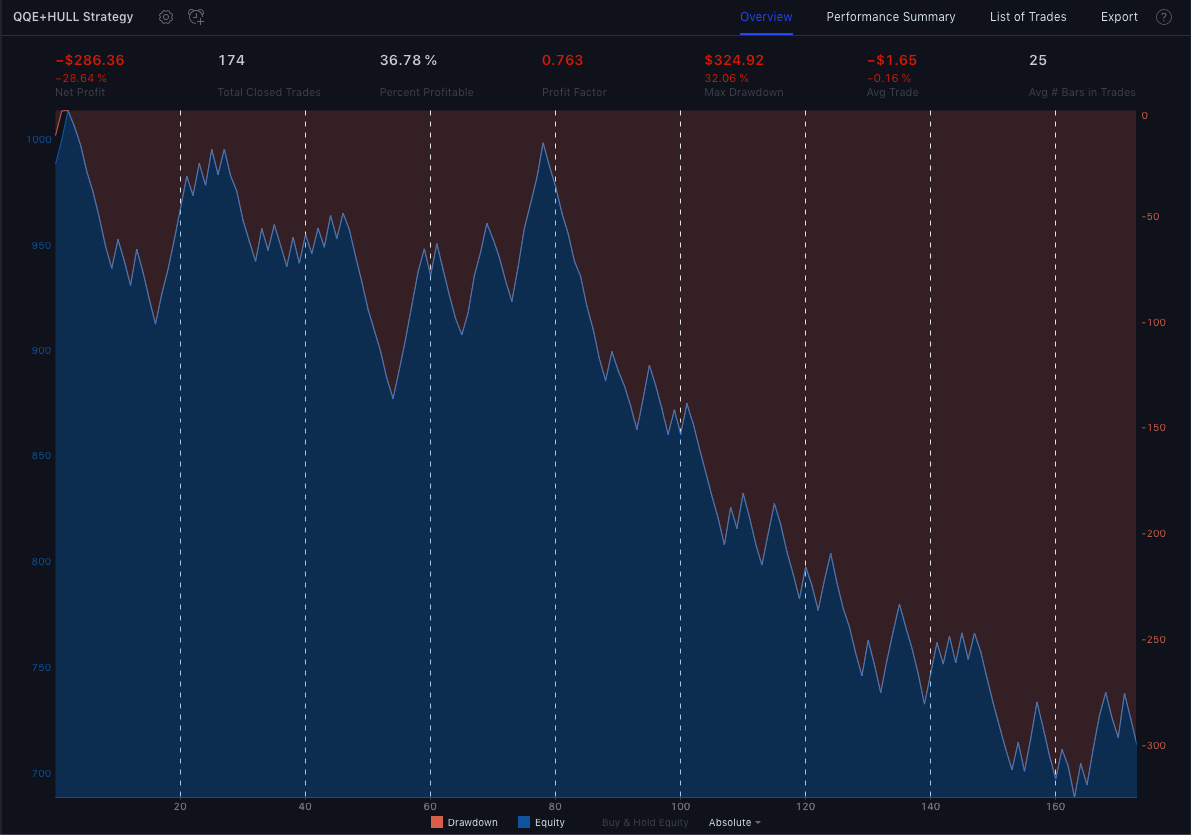 QQE+HULL Strategy Overview Performance Summary List of Trades Export ?
−$286.36 174 36.78 % 0.763 $324.92 −$1.65 25
−28.64 % 32.06 % −0.16 %
Net Profit Total Closed Trades Percent Profitable Profit Factor Max Drawdown Avg Trade Avg # Bars in Trades
1000
950
900
850
800
750
700
0
-50
-100
-150
-200
-250
-300
20 40 60 80 100 120 140 160
Drawdown Equity Buy & Hold Equity Absolute